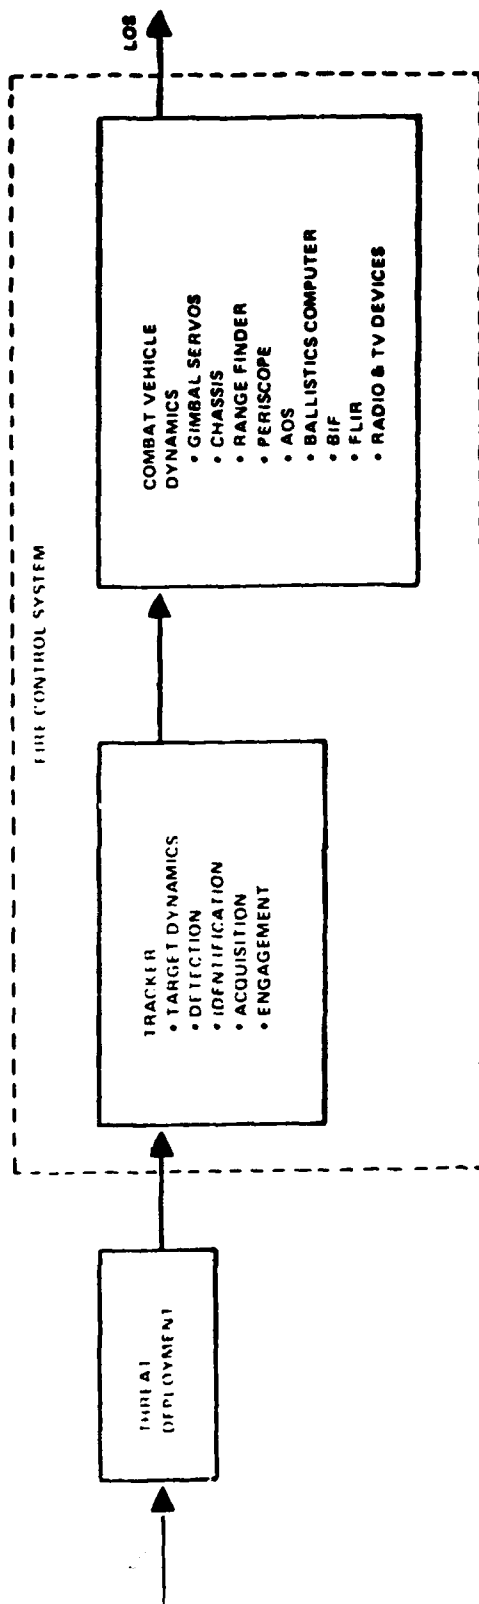 FIRE CONTROL SYSTEM
THREAT
DEPLOYMENT
TRACKER
• TARGET DYNAMICS
• DETECTION
• IDENTIFICATION
• ACQUISITION
• ENGAGEMENT
COMBAT VEHICLE
DYNAMICS
• GIMBAL SERVOS
• CHASSIS
• RANGE FINDER
• PERISCOPE
• AOS
• BALLISTICS COMPUTER
• BIF
• FLIR
• RADIO & TV DEVICES
LOS